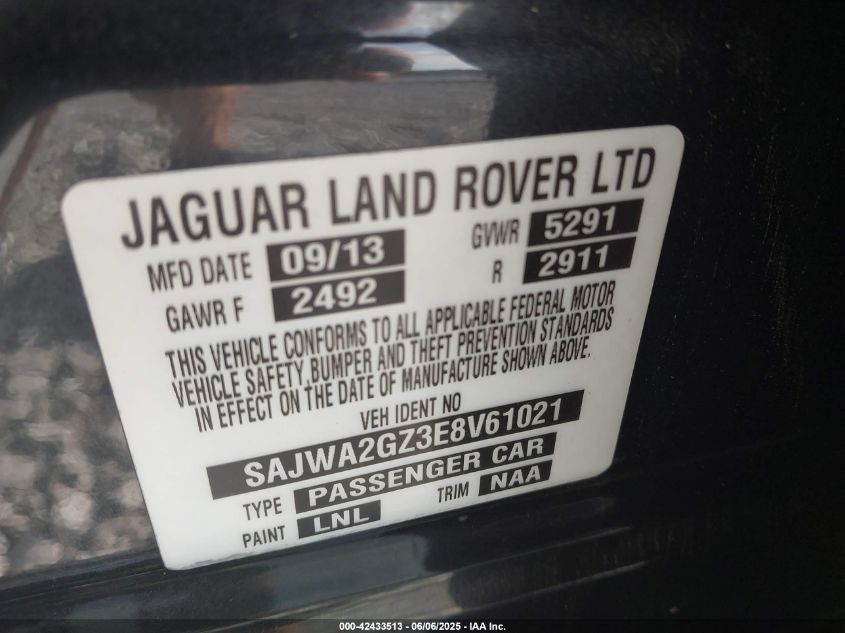 JAGUAR LAND ROVER LTD
MFD DATE 09/13 GVWR 5291
GAWR F 2492 R 2911
THIS VEHICLE CONFORMS TO ALL APPLICABLE FEDERAL MOTOR
VEHICLE SAFETY, BUMPER AND THEFT PREVENTION STANDARDS
IN EFFECT ON THE DATE OF MANUFACTURE SHOWN ABOVE.
VEH IDENT NO
SAJWA2GZ3E8V61021
TYPE PASSENGER CAR
PAINT LNL TRIM NAA
000-42433513 - 06/06/2025 - IAA Inc.